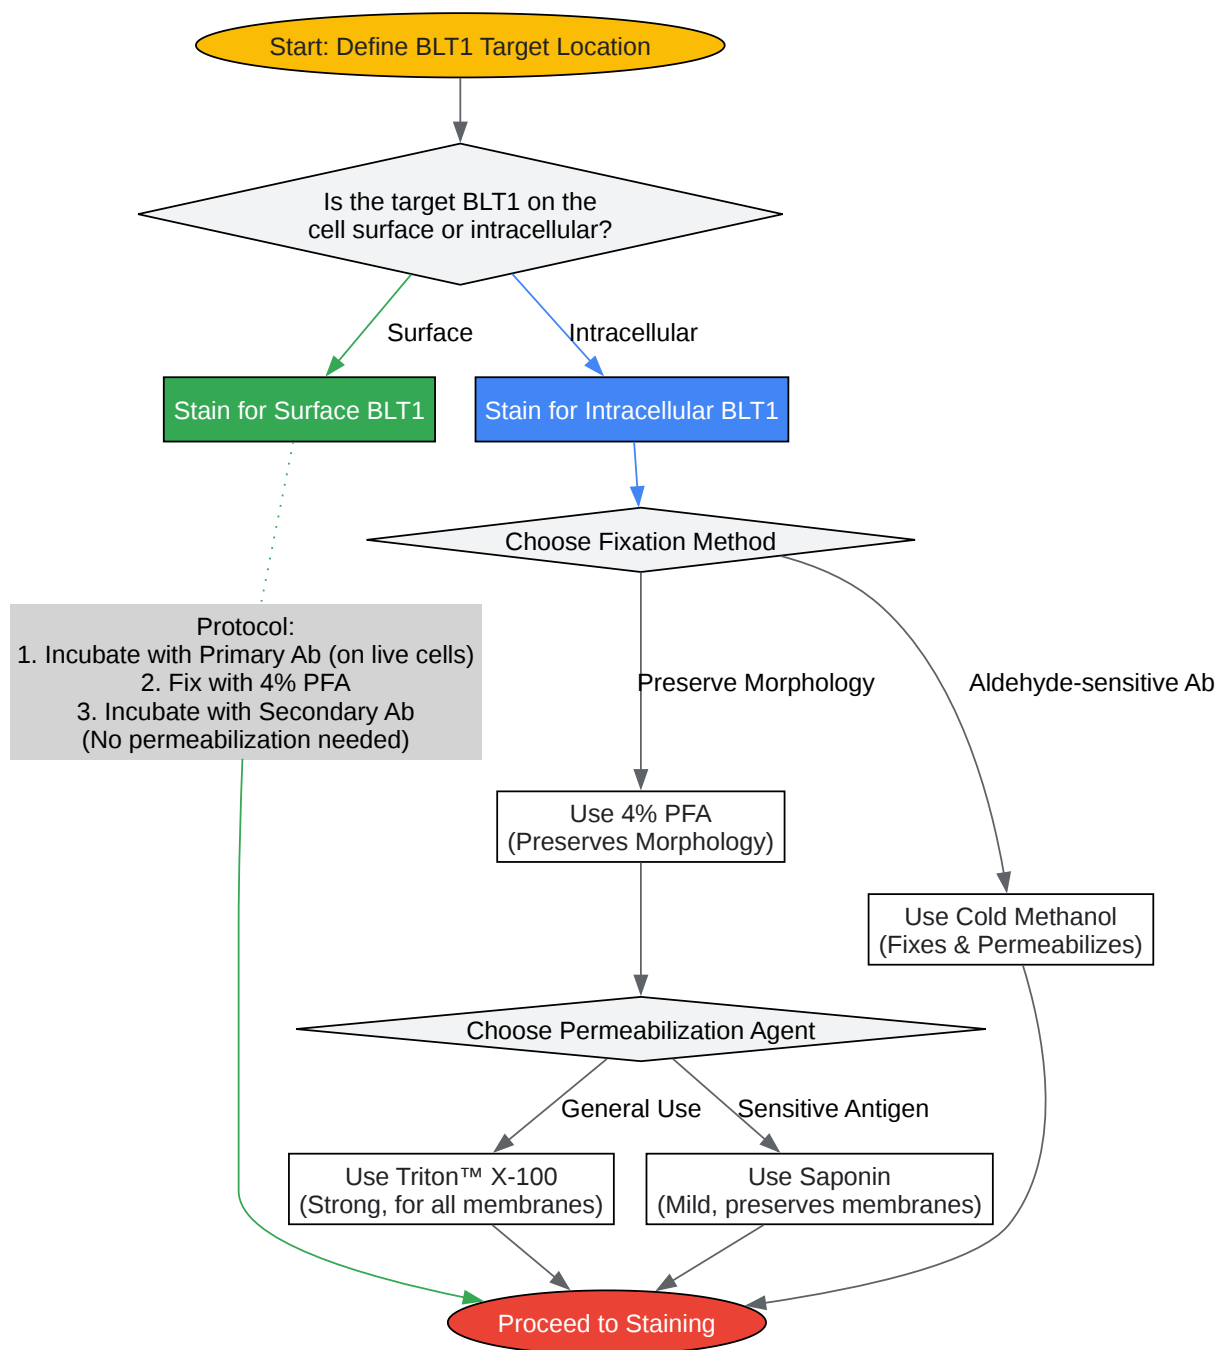 Start: Define BLT1 Target Location
Is the target BLT1 on the
cell surface or intracellular?
Surface
Intracellular
Stain for Surface BLT1
Stain for Intracellular BLT1
Choose Fixation Method
Protocol:
1. Incubate with Primary Ab (on live cells)
2. Fix with 4% PFA
3. Incubate with Secondary Ab
(No permeabilization needed)
Preserve Morphology
Aldehyde-sensitive Ab
Use 4% PFA
(Preserves Morphology)
Use Cold Methanol
(Fixes & Permeabilizes)
Choose Permeabilization Agent
General Use
Sensitive Antigen
Use Triton™ X-100
(Strong, for all membranes)
Use Saponin
(Mild, preserves membranes)
Proceed to Staining